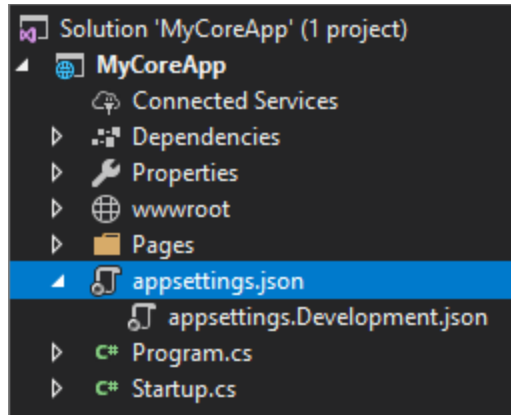 Solution 'MyCoreApp' (1 project)
MyCoreApp
Connected Services
Dependencies
Properties
wwwroot
Pages
appsettings.json
appsettings.Development.json
C# Program.cs
C# Startup.cs